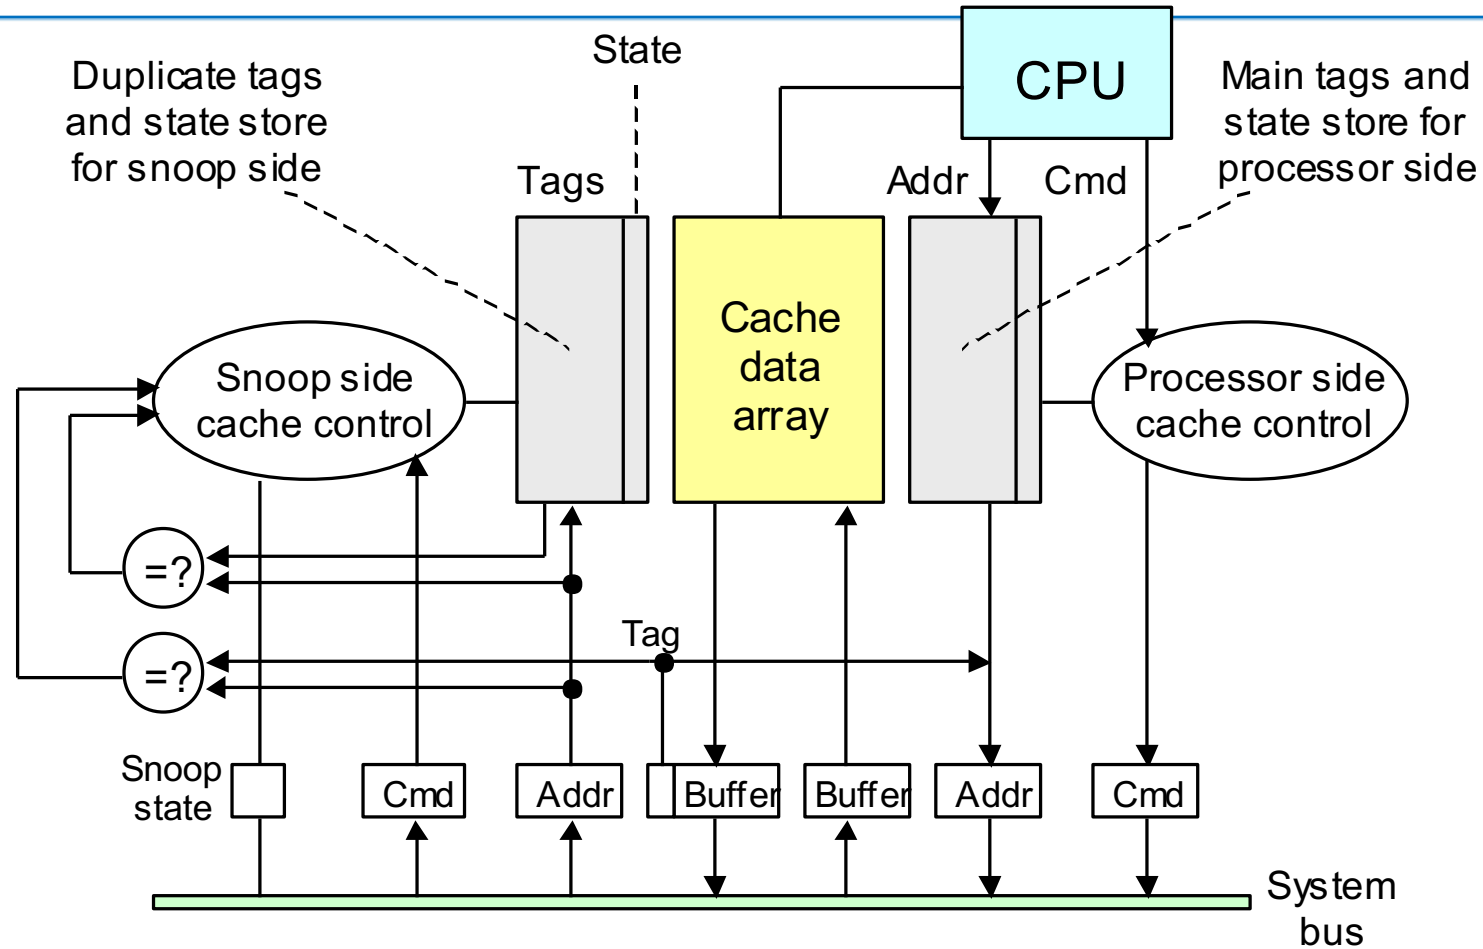 State
CPU
Duplicate tags
and state store
for snoop side
Main tags and
state store for
processor side
Tags
Addr
Cmd
Cache
data
array
Snoop side
cache control
Processor side
cache control
=?
Tag
=?
Snoop
state
Cmd
Addr
Buffer
Buffer
Addr
Cmd
System
bus